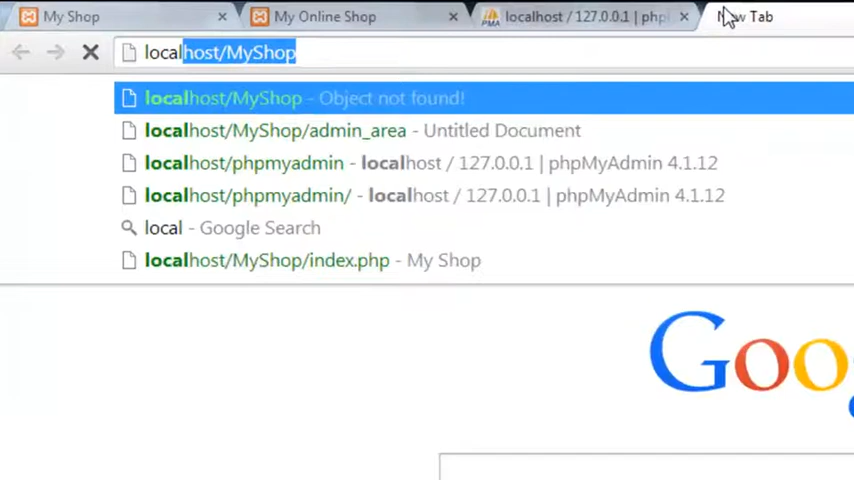 My Shop My Online Shop localhost / 127.0.0.1 | php New Tab
localhost/MyShop
localhost/MyShop - Object not found!
localhost/MyShop/admin_area - Untitled Document
localhost/phpmyadmin - localhost / 127.0.0.1 | phpMyAdmin 4.1.12
localhost/phpmyadmin/ - localhost / 127.0.0.1 | phpMyAdmin 4.1.12
local - Google Search
localhost/MyShop/index.php - My Shop
Goo